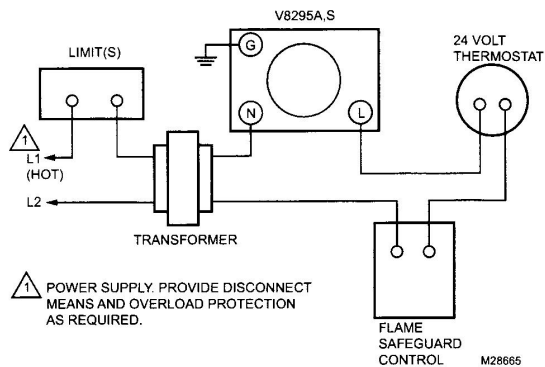 V8295A,S
LIMIT(S)
G
24 VOLT
THERMOSTAT
N
L
1
L1
(HOT)
L2
TRANSFORMER
1 POWER SUPPLY. PROVIDE DISCONNECT
MEANS AND OVERLOAD PROTECTION
AS REQUIRED.
FLAME
SAFEGUARD
CONTROL
M28665